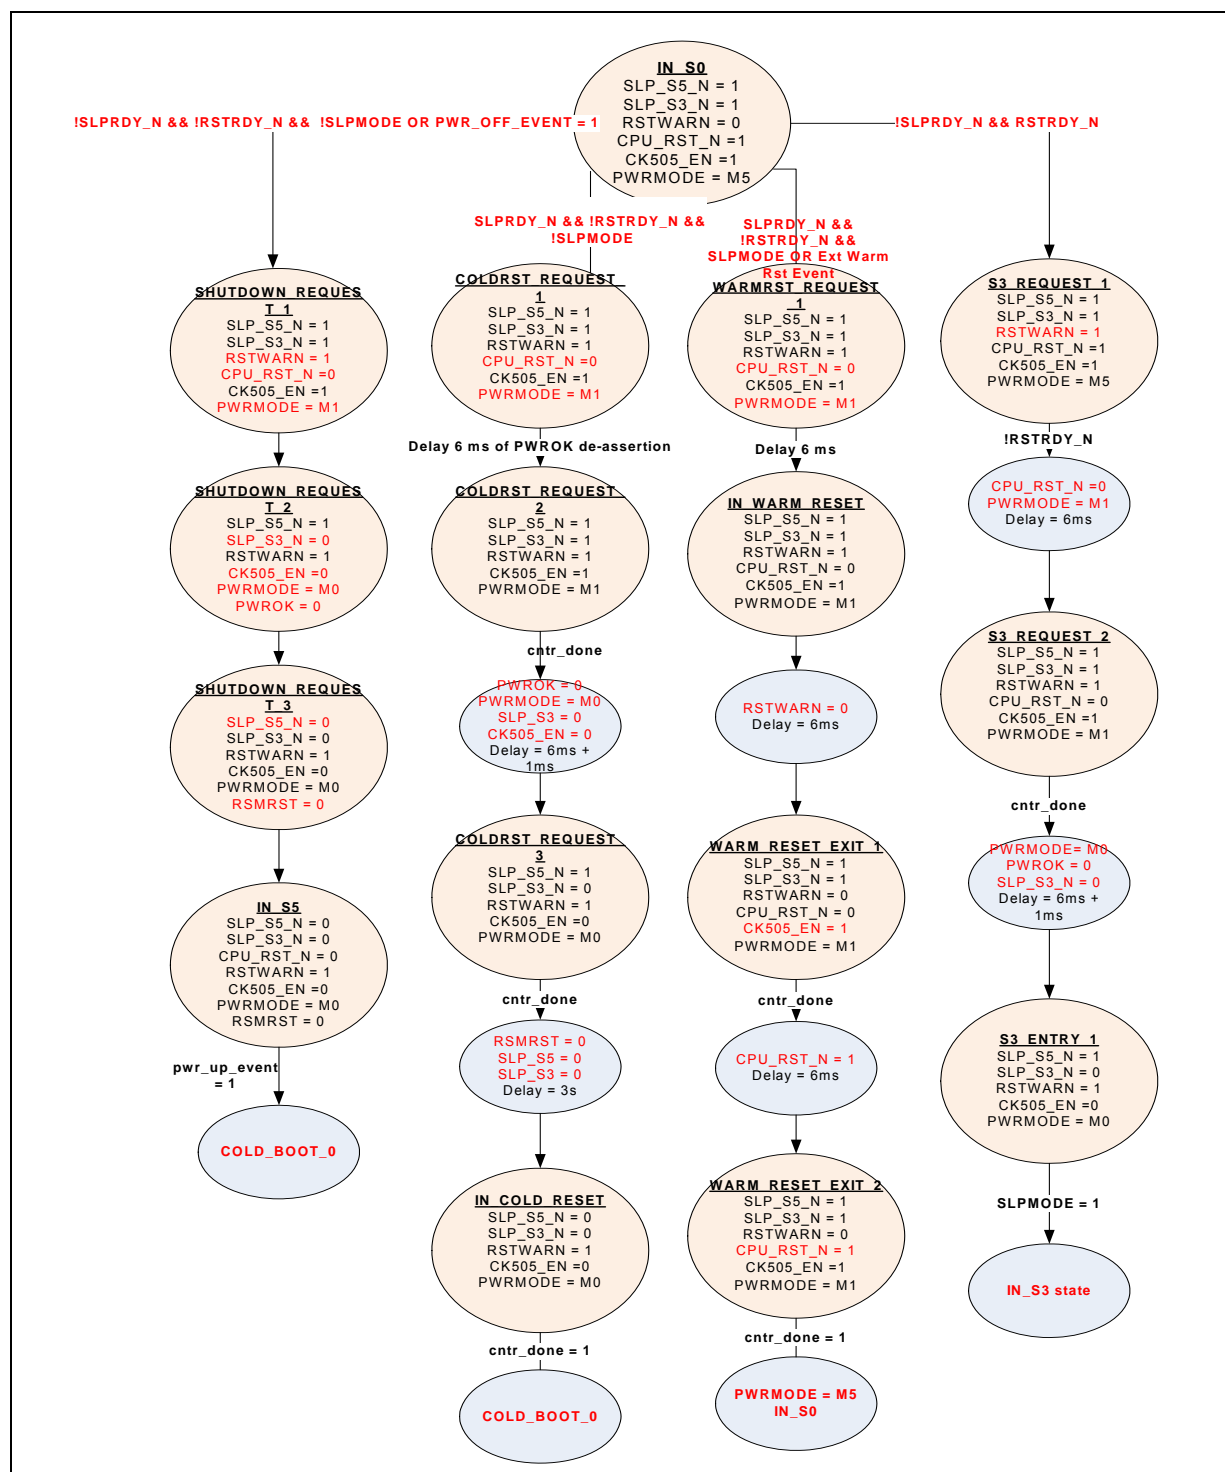 IN_S0
SLP_S5_N = 1
SLP_S3_N = 1
RSTWARN = 0
CPU_RST_N =1
CK505_EN =1
PWRMODE = M5
!SLPRDY_N && !RSTRDY_N && !SLPMODE OR PWR_OFF_EVENT = 1
SHUTDOWN_REQUES
T_1
SLP_S5_N = 1
SLP_S3_N = 1
RSTWARN = 1
CPU_RST_N =0
CK505_EN =1
PWRMODE = M1
SHUTDOWN_REQUES
T_2
SLP_S5_N = 1
SLP_S3_N = 0
RSTWARN = 1
CK505_EN =0
PWRMODE = M0
PWROK = 0
SHUTDOWN_REQUES
T_3
SLP_S5_N = 0
SLP_S3_N = 0
RSTWARN = 1
CK505_EN =0
PWRMODE = M0
RSMRST = 0
IN_S5
SLP_S5_N = 0
SLP_S3_N = 0
CPU_RST_N = 0
RSTWARN = 1
CK505_EN =0
PWRMODE = M0
RSMRST = 0
pwr_up_event
= 1
COLD_BOOT_0
SLPRDY_N && !RSTRDY_N &&
!SLPMODE
COLDRST_REQUEST_
1
SLP_S5_N = 1
SLP_S3_N = 1
RSTWARN = 1
CPU_RST_N =0
CK505_EN =1
PWRMODE = M1
Delay 6 ms of PWROK de-assertion
COLDRST_REQUEST_
2
SLP_S5_N = 1
SLP_S3_N = 1
RSTWARN = 1
CK505_EN =1
PWRMODE = M1
cntr_done
PWROK = 0
PWRMODE = M0
SLP_S3 = 0
CK505_EN = 0
Delay = 6ms +
1ms
COLDRST_REQUEST_
3
SLP_S5_N = 1
SLP_S3_N = 0
RSTWARN = 1
CK505_EN =0
PWRMODE = M0
cntr_done
RSMRST = 0
SLP_S5 = 0
SLP_S3 = 0
Delay = 3s
IN_COLD_RESET
SLP_S5_N = 0
SLP_S3_N = 0
RSTWARN = 1
CK505_EN =0
PWRMODE = M0
cntr_done = 1
COLD_BOOT_0
SLPRDY_N &&
!RSTRDY_N &&
SLPMODE OR Ext Warm
Rst Event
WARMRST_REQUEST
_1
SLP_S5_N = 1
SLP_S3_N = 1
RSTWARN = 1
CPU_RST_N = 0
CK505_EN =1
PWRMODE = M1
Delay 6 ms
IN_WARM_RESET
SLP_S5_N = 1
SLP_S3_N = 1
RSTWARN = 1
CPU_RST_N = 0
CK505_EN =1
PWRMODE = M1
RSTWARN = 0
Delay = 6ms
WARM_RESET_EXIT_1
SLP_S5_N = 1
SLP_S3_N = 1
RSTWARN = 0
CPU_RST_N = 0
CK505_EN = 1
PWRMODE = M1
cntr_done
CPU_RST_N = 1
Delay = 6ms
WARM_RESET_EXIT_2
SLP_S5_N = 1
SLP_S3_N = 1
RSTWARN = 0
CPU_RST_N = 1
CK505_EN =1
PWRMODE = M1
cntr_done = 1
PWRMODE = M5
IN_S0
!SLPRDY_N && RSTRDY_N
S3_REQUEST_1
SLP_S5_N = 1
SLP_S3_N = 1
RSTWARN = 1
CPU_RST_N =1
CK505_EN =1
PWRMODE = M5
!RSTRDY_N
CPU_RST_N =0
PWRMODE = M1
Delay = 6ms
S3_REQUEST_2
SLP_S5_N = 1
SLP_S3_N = 1
RSTWARN = 1
CPU_RST_N = 0
CK505_EN =1
PWRMODE = M1
cntr_done
PWRMODE= M0
PWROK = 0
SLP_S3_N = 0
Delay = 6ms +
1ms
S3_ENTRY_1
SLP_S5_N = 1
SLP_S3_N = 0
RSTWARN = 1
CK505_EN =0
PWRMODE = M0
SLPMODE = 1
IN_S3 state